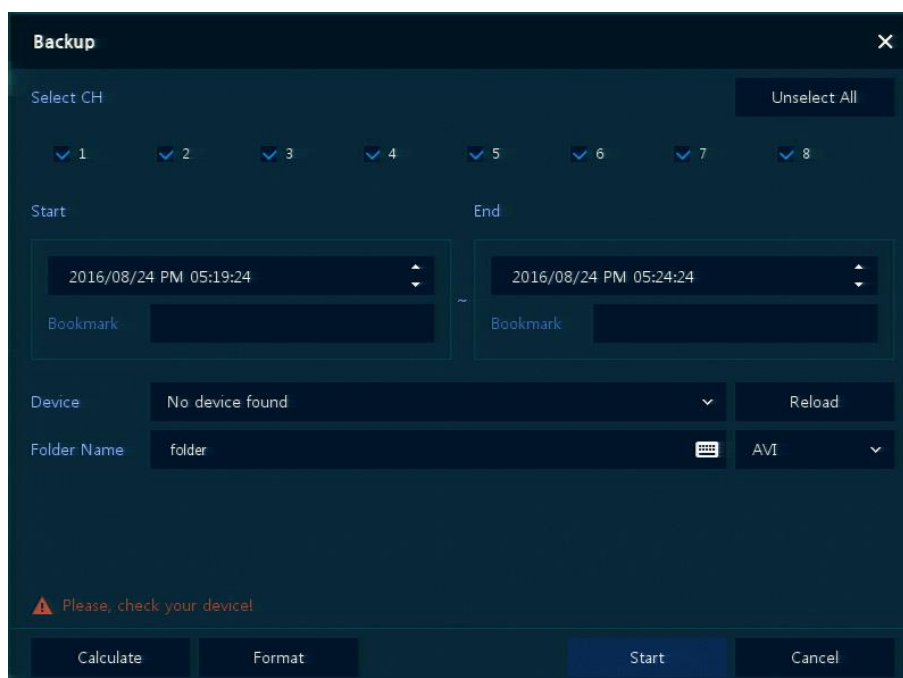 Backup
Select CH Unselect All
1 2 3 4 5 6 7 8
Start End
2016/08/24 PM 05:19:24 ~ 2016/08/24 PM 05:24:24
Bookmark Bookmark
Device No device found Reload
Folder Name folder AVI
Please, check your device!
Calculate Format Start Cancel